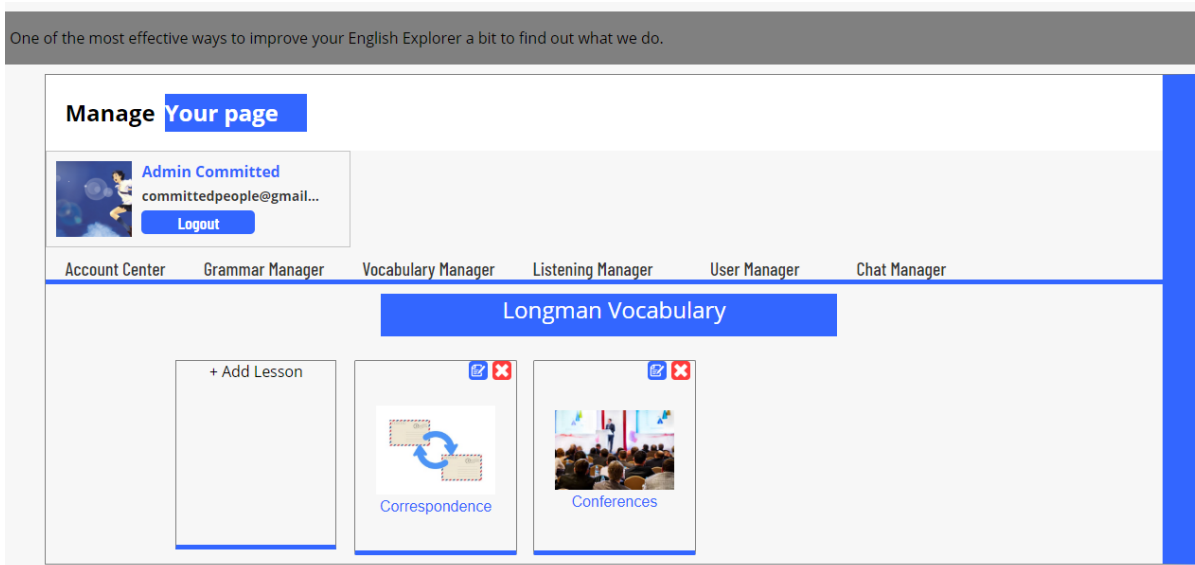 One of the most effective ways to improve your English Explorer a bit to find out what we do.
Manage Your page
Admin Committed
committedpeople@gmail...
Logout
Account Center Grammar Manager Vocabulary Manager Listening Manager User Manager Chat Manager
Longman Vocabulary
+ Add Lesson
Correspondence
Conferences